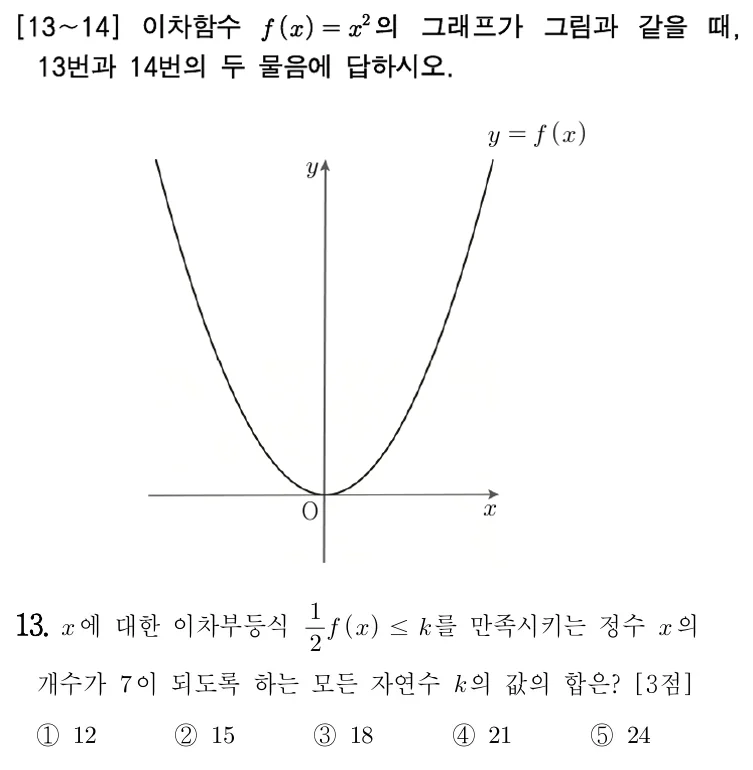 [13~14] 이차함수 f(x)=x²의 그래프가 그림과 같을 때,
13번과 14번의 두 물음에 답하시오.
y=f(x)
y
O
x
13. x에 대한 이차부등식 1/2 f(x) ≤ k를 만족시키는 정수 x의
개수가 7이 되도록 하는 모든 자연수 k의 값의 합은? [3점]
① 12 ② 15 ③ 18 ④ 21 ⑤ 24